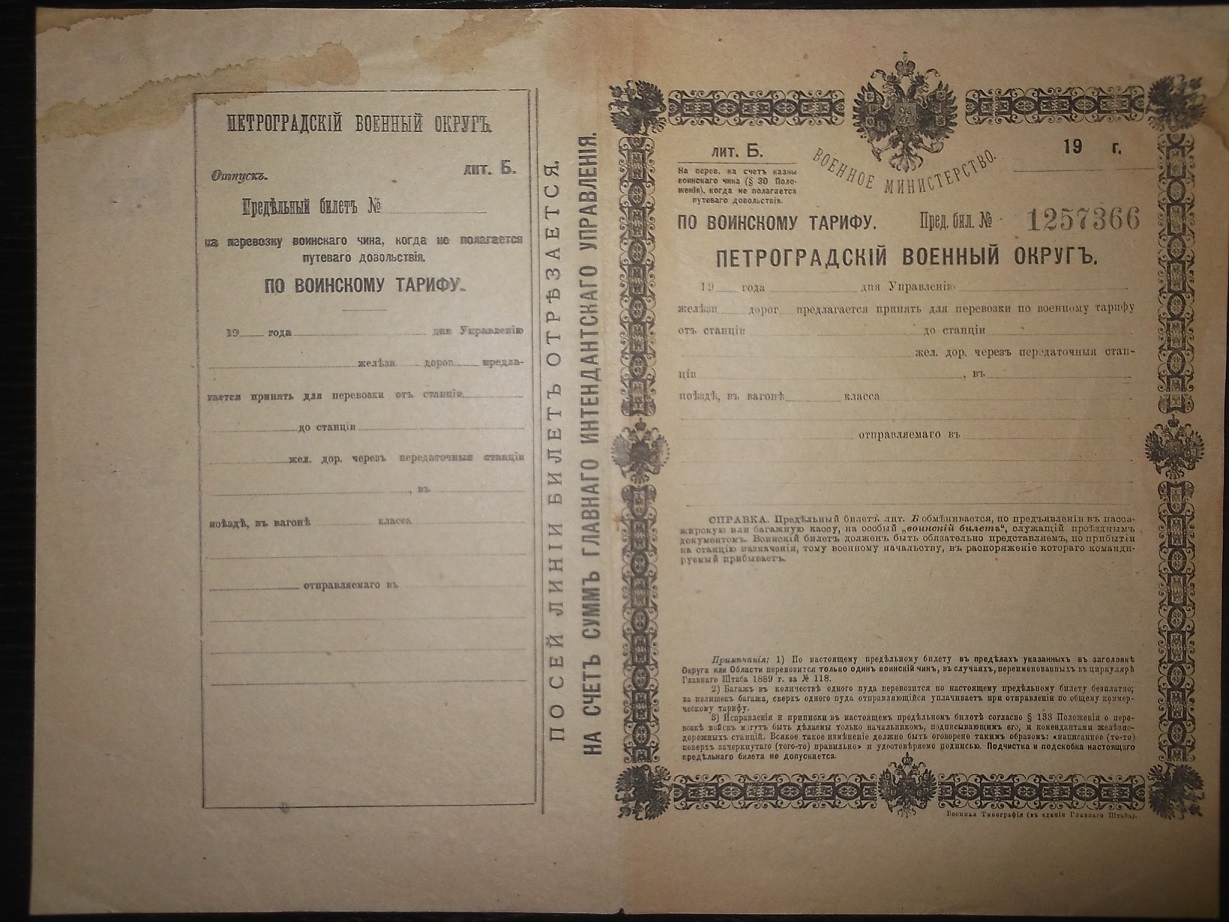 ПЕТРОГРАДСКІЙ ВОЕННЫЙ ОКРУГЪ.
Отпускъ.
ЛИТ. Б.
Предѣльный билетъ №
на перевозку воинскаго чина, когда не полагается
путеваго довольствія.
ПО ВОИНСКОМУ ТАРИФУ.
19 года дня Управленію
желѣзн дорог предла-
гается принять для перевозки отъ станціи
до станціи
жел. дор. черезъ передаточныя станціи
, въ
поѣздѣ, въ вагонѣ класса
отправляемаго въ
ПО СЕЙ ЛИНІИ БИЛЕТЪ ОТРѢЗАЕТСЯ.
НА СЧЕТЪ СУММЪ ГЛАВНАГО ИНТЕНДАНТСКАГО УПРАВЛЕНІЯ.
ЛИТ. Б.
На перев. на счетъ казны
воинскаго чина (§ 30 Поло-
женія), когда не полагается
путеваго довольствія.
ВОЕННОЕ МИНИСТЕРСТВО.
19 г.
ПО ВОИНСКОМУ ТАРИФУ.
Пред. бил. № 1257366
ПЕТРОГРАДСКІЙ ВОЕННЫЙ ОКРУГЪ.
19 года дня Управленію
желѣзн дорог предлагается принять для перевозки по военному тарифу
отъ станціи до станціи
жел. дор. черезъ передаточныя стан-
ціи , въ
поѣздѣ, въ вагонѣ класса
отправляемаго въ
СПРАВКА. Предѣльный билетъ лит. Б обмѣнивается, по предъявленіи въ пасса-
жирскую или багажную кассу, на особый „воинскій билетъ“, служащій проѣзднымъ
документомъ. Воинскій билетъ долженъ быть обязательно представляемъ, по прибытіи
на станцію назначенія, тому военному начальству, въ распоряженіе котораго команди-
руемый прибываетъ.
Примѣчанія: 1) По настоящему предѣльному билету въ предѣлахъ указанныхъ въ заголовкѣ
Округа или Области перевозится только одинъ воинскій чинъ, въ случаяхъ, переименованныхъ въ циркулярѣ
Главнаго Штаба 1889 г. за № 118.
2) Багажъ въ количествѣ одного пуда перевозится по настоящему предѣльному билету безплатно;
за излишек багажа, сверхъ одного пуда отправляющійся уплачиваетъ при отправленіи по общему коммер-
ческому тарифу.
3) Исправленія и приписки въ настоящемъ предѣльномъ билетѣ согласно § 133 Положенія о пере-
возкѣ войскъ могутъ быть дѣлаемы только начальникомъ, подписывающимъ его, и комендантами желѣзно-
дорожныхъ станцій. Всякое такое измѣненіе должно быть оговорено такимъ образомъ: «написанное (то-то)
поверхъ зачеркнутаго (того-то) правильно» и удостовѣряемо подписью. Подчистка и подскобка настоящаго
предѣльнаго билета не допускается.
Военная Типографія (въ зданіи Главнаго Штаба).